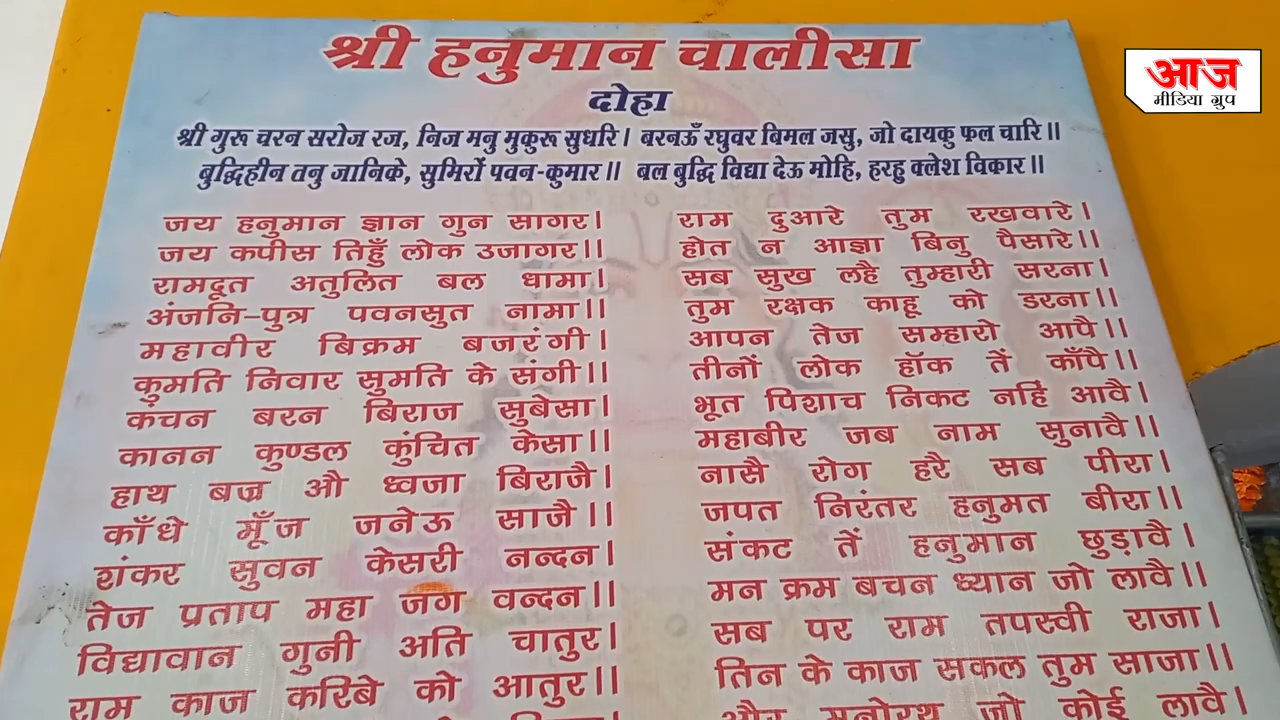 श्री हनुमान चालीसा
दोहा
श्री गुरू चरन सरोज रज, निज मनु मुकुरू सुधरि। बरनऊँ रघुवर बिमल जसु, जो दायकु फल चारि॥
बुद्धिहीन तनु जानिके, सुमिरों पवन-कुमार॥ बल बुद्धि विद्या देऊ मोहि, हरहु क्लेश विकार॥
जय हनुमान ज्ञान गुन सागर।
जय कपीस तिहुँ लोक उजागर॥
रामदूत अतुलित बल धामा।
अंजनि-पुत्र पवनसुत नामा॥
महावीर बिक्रम बजरंगी।
कुमति निवार सुमति के संगी॥
कंचन बरन बिराज सुबेसा।
कानन कुण्डल कुंचित केसा॥
हाथ बज्र औ ध्वजा बिराजै।
काँधे मूँज जनेऊ साजै॥
शंकर सुवन केसरी नन्दन।
तेज प्रताप महा जग वन्दन॥
विद्यावान गुनी अति चातुर।
राम काज करिबे को आतुर॥
राम दुआरे तुम रखवारे।
होत न आज्ञा बिनु पैसारे॥
सब सुख लहै तुम्हारी सरना।
तुम रक्षक काहू को डरना॥
आपन तेज सम्हारो आपै॥
तीनों लोक हाँक तें काँपै॥
भूत पिशाच निकट नहिं आवै।
महाबीर जब नाम सुनावै॥
नासै रोग हरै सब पीरा।
जपत निरंतर हनुमत बीरा॥
संकट तें हनुमान छुड़ावै।
मन क्रम बचन ध्यान जो लावै॥
सब पर राम तपस्वी राजा।
तिन के काज सकल तुम साजा॥
और मनोरथ जो कोई लावै।
आज
मीडिया ग्रुप